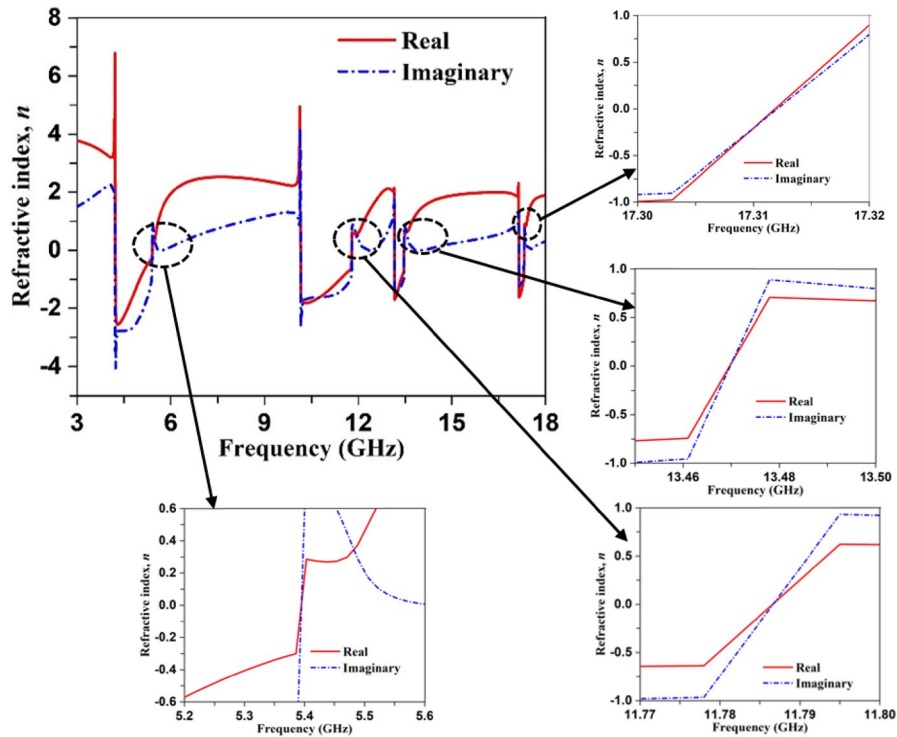 8
6
4
2
0
-2
-4
Refractive index, n
Real
Imaginary
3
6
9
12
15
18
Frequency (GHz)
1.0
0.5
0.0
-0.5
-1.0
Refractive index, n
Real
Imaginary
17.30
17.31
17.32
Frequency (GHz)
1.0
0.5
0.0
-0.5
-1.0
Refractive index, n
Real
Imaginary
13.46
13.48
13.50
Frequency (GHz)
0.6
0.4
0.2
0.0
-0.2
-0.4
-0.6
Refractive index, n
Real
Imaginary
5.2
5.3
5.4
5.5
5.6
Frequency (GHz)
1.0
0.5
0.0
-0.5
-1.0
Refractive index, n
Real
Imaginary
11.77
11.78
11.79
11.80
Frequency (GHz)